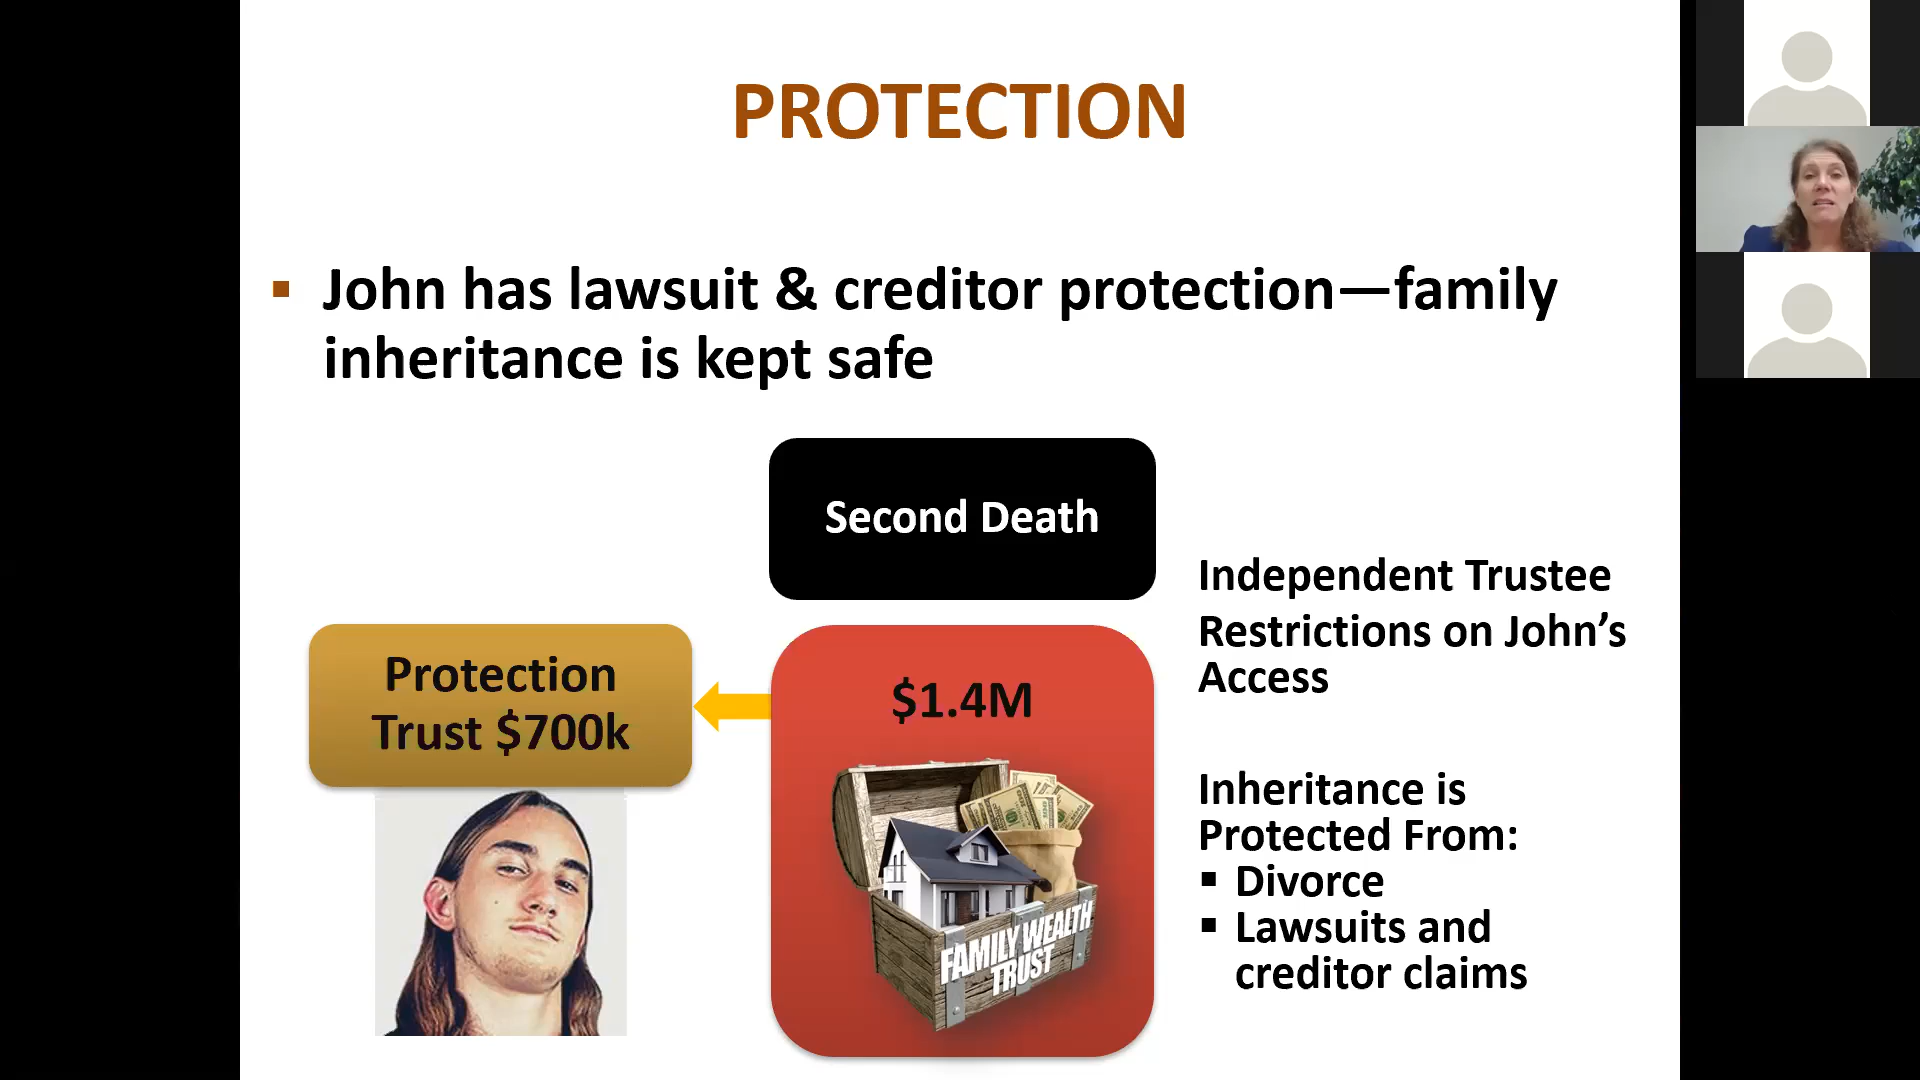 PROTECTION
▪ John has lawsuit & creditor protection—family
inheritance is kept safe
Second Death
Protection
Trust $700k
$1.4M
FAMILY WEALTH
TRUST
Independent Trustee
Restrictions on John’s
Access
Inheritance is
Protected From:
▪ Divorce
▪ Lawsuits and
creditor claims